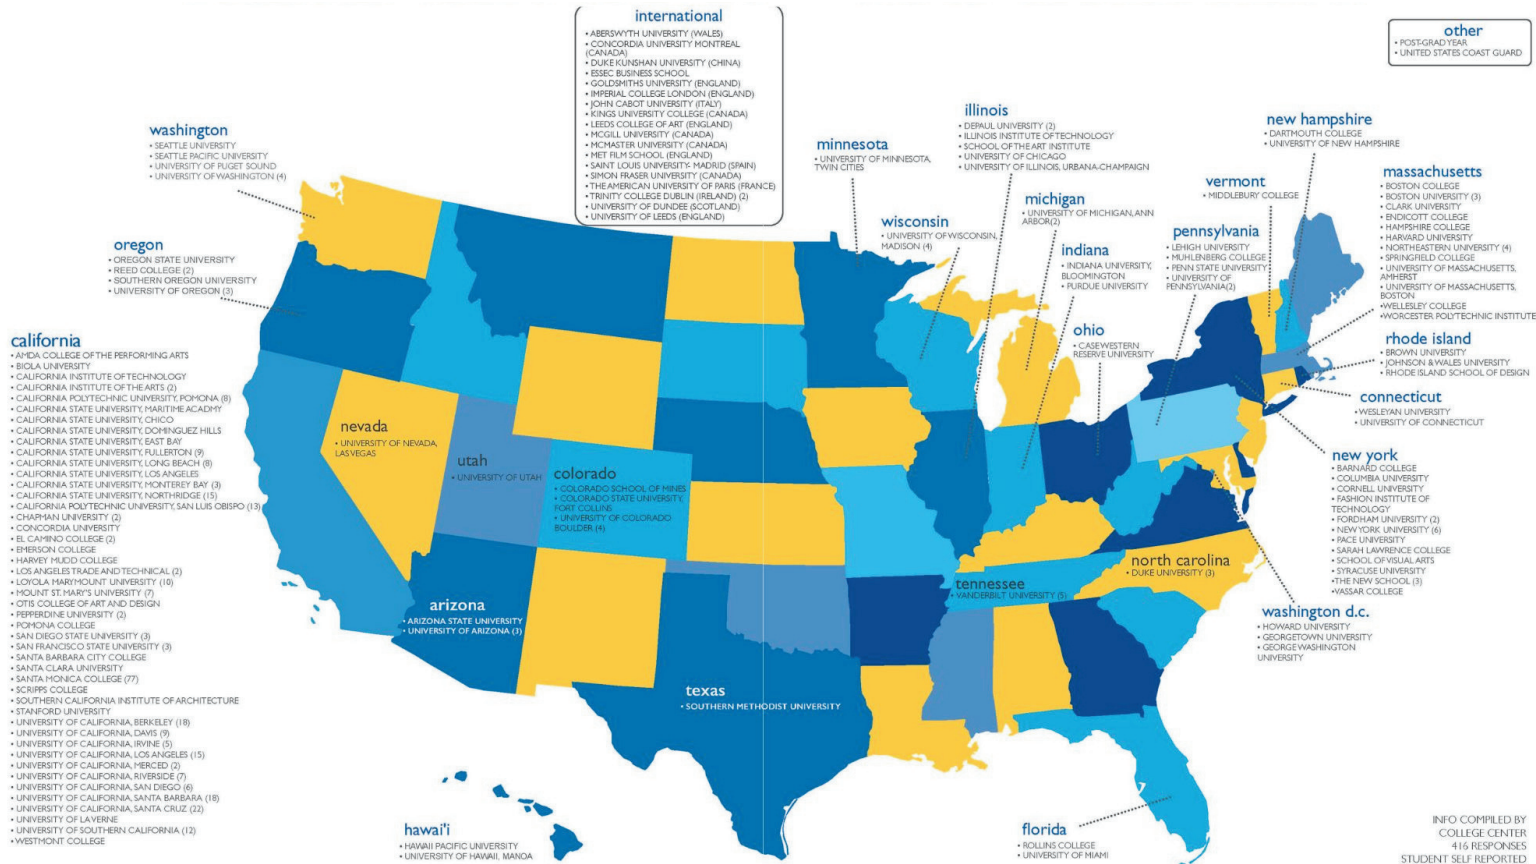 international
• ABERSWYTH UNIVERSITY (WALES)
• CONCORDIA UNIVERSITY MONTREAL
(CANADA)
• DUKE KUNSHAN UNIVERSITY (CHINA)
• ESSEC BUSINESS SCHOOL
• GOLDSMITHS UNIVERSITY (ENGLAND)
• IMPERIAL COLLEGE LONDON (ENGLAND)
• JOHN CABOT UNIVERSITY (ITALY)
• KINGS UNIVERSITY COLLEGE (CANADA)
• LEEDS COLLEGE OF ART (ENGLAND)
• MCGILL UNIVERSITY (CANADA)
• MCMASTER UNIVERSITY (CANADA)
• MET FILM SCHOOL (ENGLAND)
• SAINT LOUIS UNIVERSITY- MADRID (SPAIN)
• SIMON FRASER UNIVERSITY (CANADA)
• THE AMERICAN UNIVERSITY OF PARIS (FRANCE)
• TRINITY COLLEGE DUBLIN (IRELAND) (2)
• UNIVERSITY OF DUNDEE (SCOTLAND)
• UNIVERSITY OF LEEDS (ENGLAND)
other
• POST-GRAD YEAR
• UNITED STATES COAST GUARD
washington
• SEATTLE UNIVERSITY
• SEATTLE PACIFIC UNIVERSITY
• UNIVERSITY OF PUGET SOUND
• UNIVERSITY OF WASHINGTON (4)
oregon
• OREGON STATE UNIVERSITY
• REED COLLEGE (2)
• SOUTHERN OREGON UNIVERSITY
• UNIVERSITY OF OREGON (3)
california
• AMDA COLLEGE OF THE PERFORMING ARTS
• BIOLA UNIVERSITY
• CALIFORNIA INSTITUTE OF TECHNOLOGY
• CALIFORNIA INSTITUTE OF THE ARTS (2)
• CALIFORNIA POLYTECHNIC UNIVERSITY, POMONA (8)
• CALIFORNIA STATE UNIVERSITY, MARITIME ACADMY
• CALIFORNIA STATE UNIVERSITY, CHICO
• CALIFORNIA STATE UNIVERSITY, DOMINGUEZ HILLS
• CALIFORNIA STATE UNIVERSITY, EAST BAY
• CALIFORNIA STATE UNIVERSITY, FULLERTON (9)
• CALIFORNIA STATE UNIVERSITY, LONG BEACH (8)
• CALIFORNIA STATE UNIVERSITY, LOS ANGELES
• CALIFORNIA STATE UNIVERSITY, MONTEREY BAY (3)
• CALIFORNIA STATE UNIVERSITY, NORTHRIDGE (15)
• CALIFORNIA POLYTECHNIC UNIVERSITY, SAN LUIS OBISPO (13)
• CHAPMAN UNIVERSITY (2)
• CONCORDIA UNIVERSITY
• EL CAMINO COLLEGE (2)
• EMERSON COLLEGE
• HARVEY MUDD COLLEGE
• LOS ANGELES TRADE AND TECHNICAL (2)
• LOYOLA MARYMOUNT UNIVERSITY (10)
• MOUNT ST. MARY'S UNIVERSITY (7)
• OTIS COLLEGE OF ART AND DESIGN
• PEPPERDINE UNIVERSITY (2)
• POMONA COLLEGE
• SAN DIEGO STATE UNIVERSITY (3)
• SAN FRANCISCO STATE UNIVERSITY (3)
• SANTA BARBARA CITY COLLEGE
• SANTA CLARA UNIVERSITY
• SANTA MONICA COLLEGE (77)
• SCRIPPS COLLEGE
• SOUTHERN CALIFORNIA INSTITUTE OF ARCHITECTURE
• STANFORD UNIVERSITY
• UNIVERSITY OF CALIFORNIA, BERKELEY (18)
• UNIVERSITY OF CALIFORNIA, DAVIS (9)
• UNIVERSITY OF CALIFORNIA, IRVINE (5)
• UNIVERSITY OF CALIFORNIA, LOS ANGELES (15)
• UNIVERSITY OF CALIFORNIA, MERCED (2)
• UNIVERSITY OF CALIFORNIA, RIVERSIDE (7)
• UNIVERSITY OF CALIFORNIA, SAN DIEGO (6)
• UNIVERSITY OF CALIFORNIA, SANTA BARBARA (18)
• UNIVERSITY OF CALIFORNIA, SANTA CRUZ (22)
• UNIVERSITY OF LAVERNE
• UNIVERSITY OF SOUTHERN CALIFORNIA (12)
• WESTMONT COLLEGE
nevada
• UNIVERSITY OF NEVADA,
LAS VEGAS
utah
• UNIVERSITY OF UTAH
colorado
• COLORADO SCHOOL OF MINES
• COLORADO STATE UNIVERSITY,
FORT COLLINS
• UNIVERSITY OF COLORADO
BOULDER (4)
arizona
• ARIZONA STATE UNIVERSITY
• UNIVERSITY OF ARIZONA (3)
texas
• SOUTHERN METHODIST UNIVERSITY
hawai'i
• HAWAII PACIFIC UNIVERSITY
• UNIVERSITY OF HAWAII, MANOA
minnesota
• UNIVERSITY OF MINNESOTA,
TWIN CITIES
wisconsin
• UNIVERSITY OF WISCONSIN,
MADISON (4)
illinois
• DEPAUL UNIVERSITY (2)
• ILLINOIS INSTITUTE OF TECHNOLOGY
• SCHOOL OF THE ART INSTITUTE
• UNIVERSITY OF CHICAGO
• UNIVERSITY OF ILLINOIS, URBANA-CHAMPAIGN
michigan
• UNIVERSITY OF MICHIGAN, ANN
ARBOR(2)
indiana
• INDIANA UNIVERSITY,
BLOOMINGTON
• PURDUE UNIVERSITY
ohio
• CASE WESTERN
RESERVE UNIVERSITY
pennsylvania
• LEHIGH UNIVERSITY
• MUHLENBERG COLLEGE
• PENN STATE UNIVERSITY
• UNIVERSITY OF
PENNSYLVANIA(2)
vermont
• MIDDLEBURY COLLEGE
new hampshire
• DARTMOUTH COLLEGE
• UNIVERSITY OF NEW HAMPSHIRE
massachusetts
• BOSTON COLLEGE
• BOSTON UNIVERSITY (3)
• CLARK UNIVERSITY
• ENDICOTT COLLEGE
• HAMPSHIRE COLLEGE
• HARVARD UNIVERSITY
• NORTHEASTERN UNIVERSITY (4)
• SPRINGFIELD COLLEGE
• UNIVERSITY OF MASSACHUSETTS,
AMHERST
• UNIVERSITY OF MASSACHUSETTS,
BOSTON
• WELLESLEY COLLEGE
• WORCESTER POLYTECHNIC INSTITUTE
rhode island
• BROWN UNIVERSITY
• JOHNSON & WALES UNIVERSITY
• RHODE ISLAND SCHOOL OF DESIGN
connecticut
• WESLEYAN UNIVERSITY
• UNIVERSITY OF CONNECTICUT
new york
• BARNARD COLLEGE
• COLUMBIA UNIVERSITY
• CORNELL UNIVERSITY
• FASHION INSTITUTE OF
TECHNOLOGY
• FORDHAM UNIVERSITY (2)
• NEW YORK UNIVERSITY (6)
• PACE UNIVERSITY
• SARAH LAWRENCE COLLEGE
• SCHOOL OF VISUAL ARTS
• SYRACUSE UNIVERSITY
• THE NEW SCHOOL (3)
• VASSAR COLLEGE
north carolina
• DUKE UNIVERSITY (3)
tennessee
• VANDERBILT UNIVERSITY (5)
washington d.c.
• HOWARD UNIVERSITY
• GEORGETOWN UNIVERSITY
• GEORGE WASHINGTON
UNIVERSITY
florida
• ROLLINS COLLEGE
• UNIVERSITY OF MIAMI
INFO COMPILED BY
COLLEGE CENTER
416 RESPONSES
STUDENT SELF REPORTED